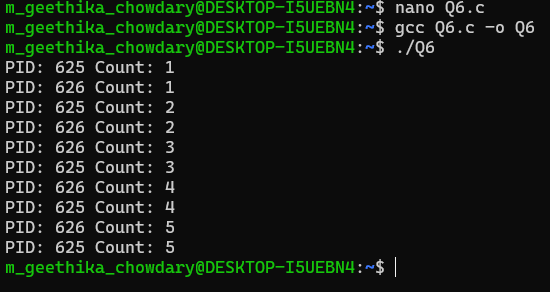 m_geethika_chowdary@DESKTOP-I5UEBN4:~$ nano Q6.c
m_geethika_chowdary@DESKTOP-I5UEBN4:~$ gcc Q6.c -o Q6
m_geethika_chowdary@DESKTOP-I5UEBN4:~$ ./Q6
PID: 625 Count: 1
PID: 626 Count: 1
PID: 625 Count: 2
PID: 626 Count: 2
PID: 626 Count: 3
PID: 625 Count: 3
PID: 626 Count: 4
PID: 625 Count: 4
PID: 626 Count: 5
PID: 625 Count: 5
m_geethika_chowdary@DESKTOP-I5UEBN4:~$